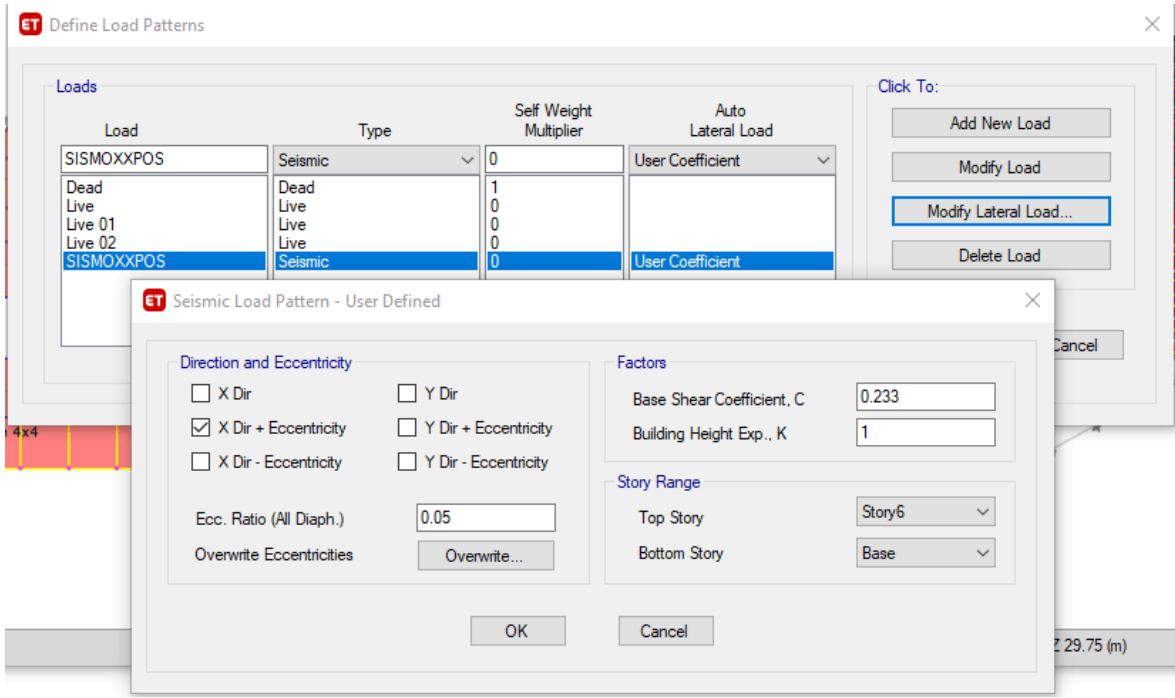 ET Define Load Patterns
Loads
Click To:
Load Type Self Weight Multiplier Auto Lateral Load
SISMOXXPOS Seismic 0 User Coefficient
Dead Dead 1
Live Live 0
Live 01 Live 0
Live 02 Live 0
SISMOXXPOS Seismic 0 User Coefficient
Add New Load
Modify Load
Modify Lateral Load...
Delete Load
Cancel
ET Seismic Load Pattern - User Defined
Direction and Eccentricity
X Dir Y Dir
X Dir + Eccentricity Y Dir + Eccentricity
X Dir - Eccentricity Y Dir - Eccentricity
Ecc. Ratio (All Diaph.) 0.05
Overwrite Eccentricities Overwrite...
Factors
Base Shear Coefficient, C 0.233
Building Height Exp., K 1
Story Range
Top Story Story6
Bottom Story Base
OK Cancel
4x4
Z 29.75 (m)